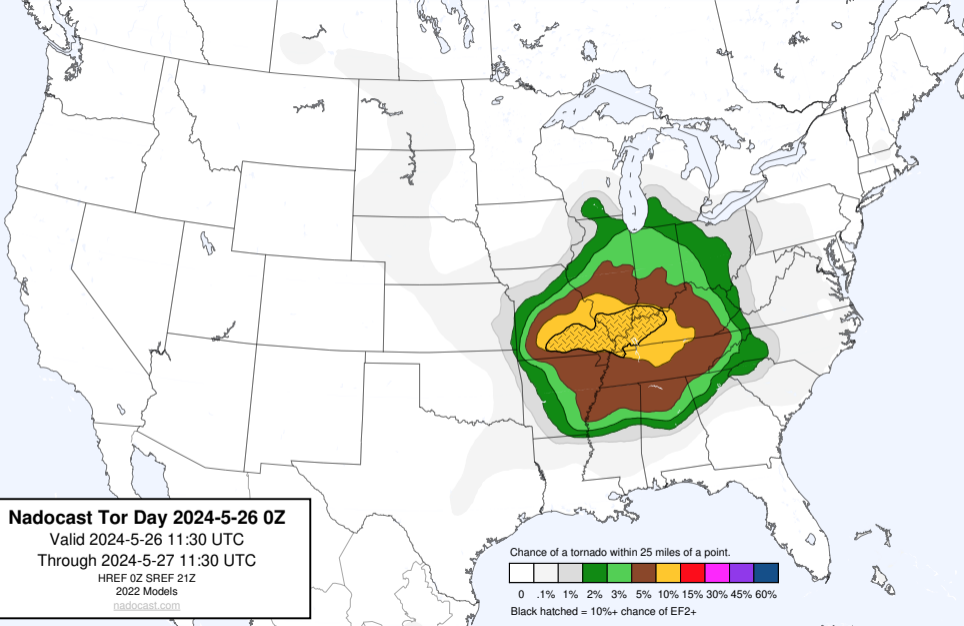 Nadocast Tor Day 2024-5-26 0Z
Valid 2024-5-26 11:30 UTC
Through 2024-5-27 11:30 UTC
HREF 0Z SREF 21Z
2022 Models
nadocast.com
Chance of a tornado within 25 miles of a point.
0 .1% 1% 2% 3% 5% 10% 15% 30% 45% 60%
Black hatched = 10%+ chance of EF2+